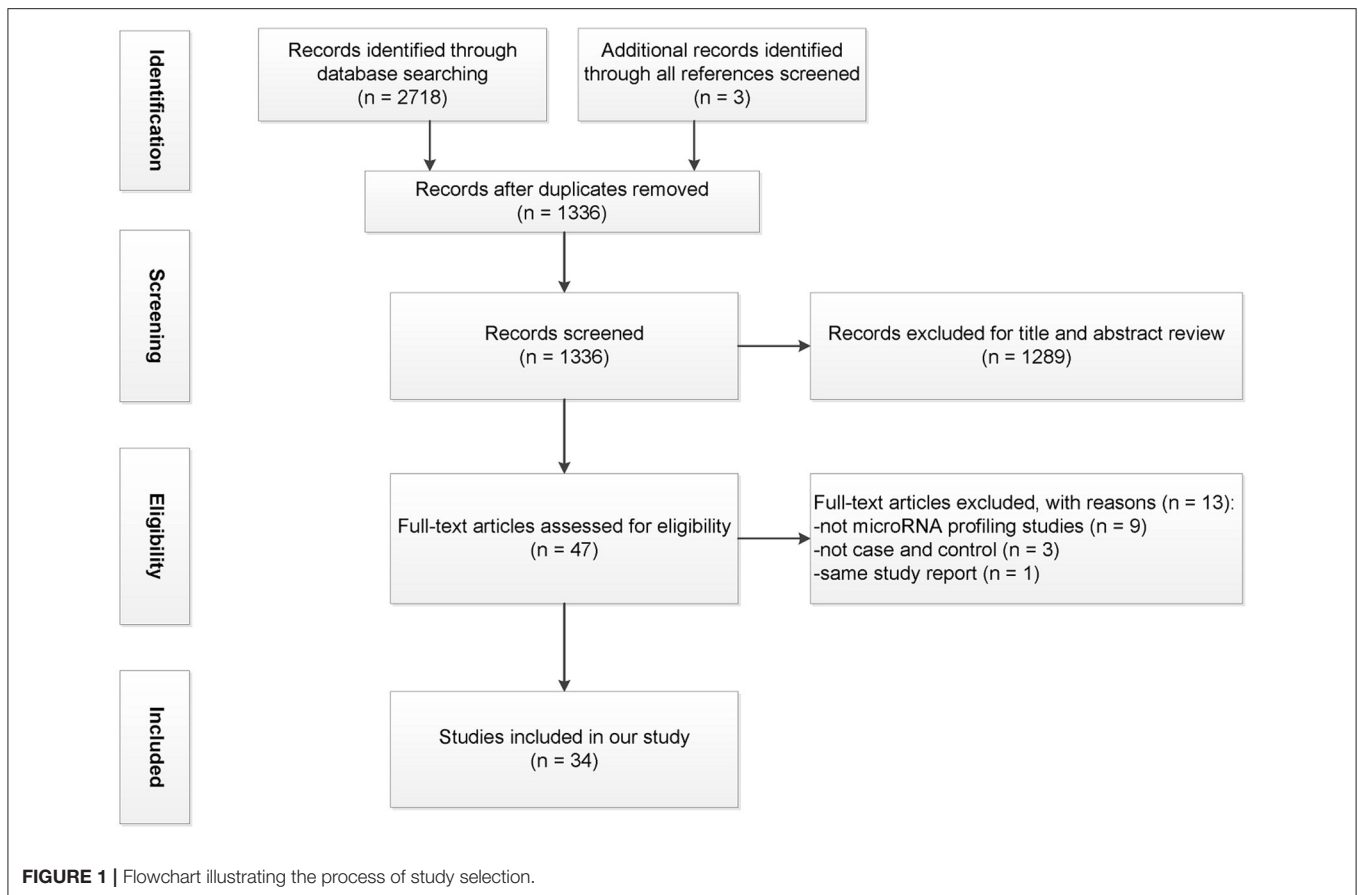 Identification
Records identified through
database searching
(n = 2718)
Additional records identified
through all references screened
(n = 3)
Records after duplicates removed
(n = 1336)
Screening
Records screened
(n = 1336)
Records excluded for title and abstract review
(n = 1289)
Eligibility
Full-text articles assessed for eligibility
(n = 47)
Full-text articles excluded, with reasons (n = 13):
-not microRNA profiling studies (n = 9)
-not case and control (n = 3)
-same study report (n = 1)
Included
Studies included in our study
(n = 34)
FIGURE 1 | Flowchart illustrating the process of study selection.